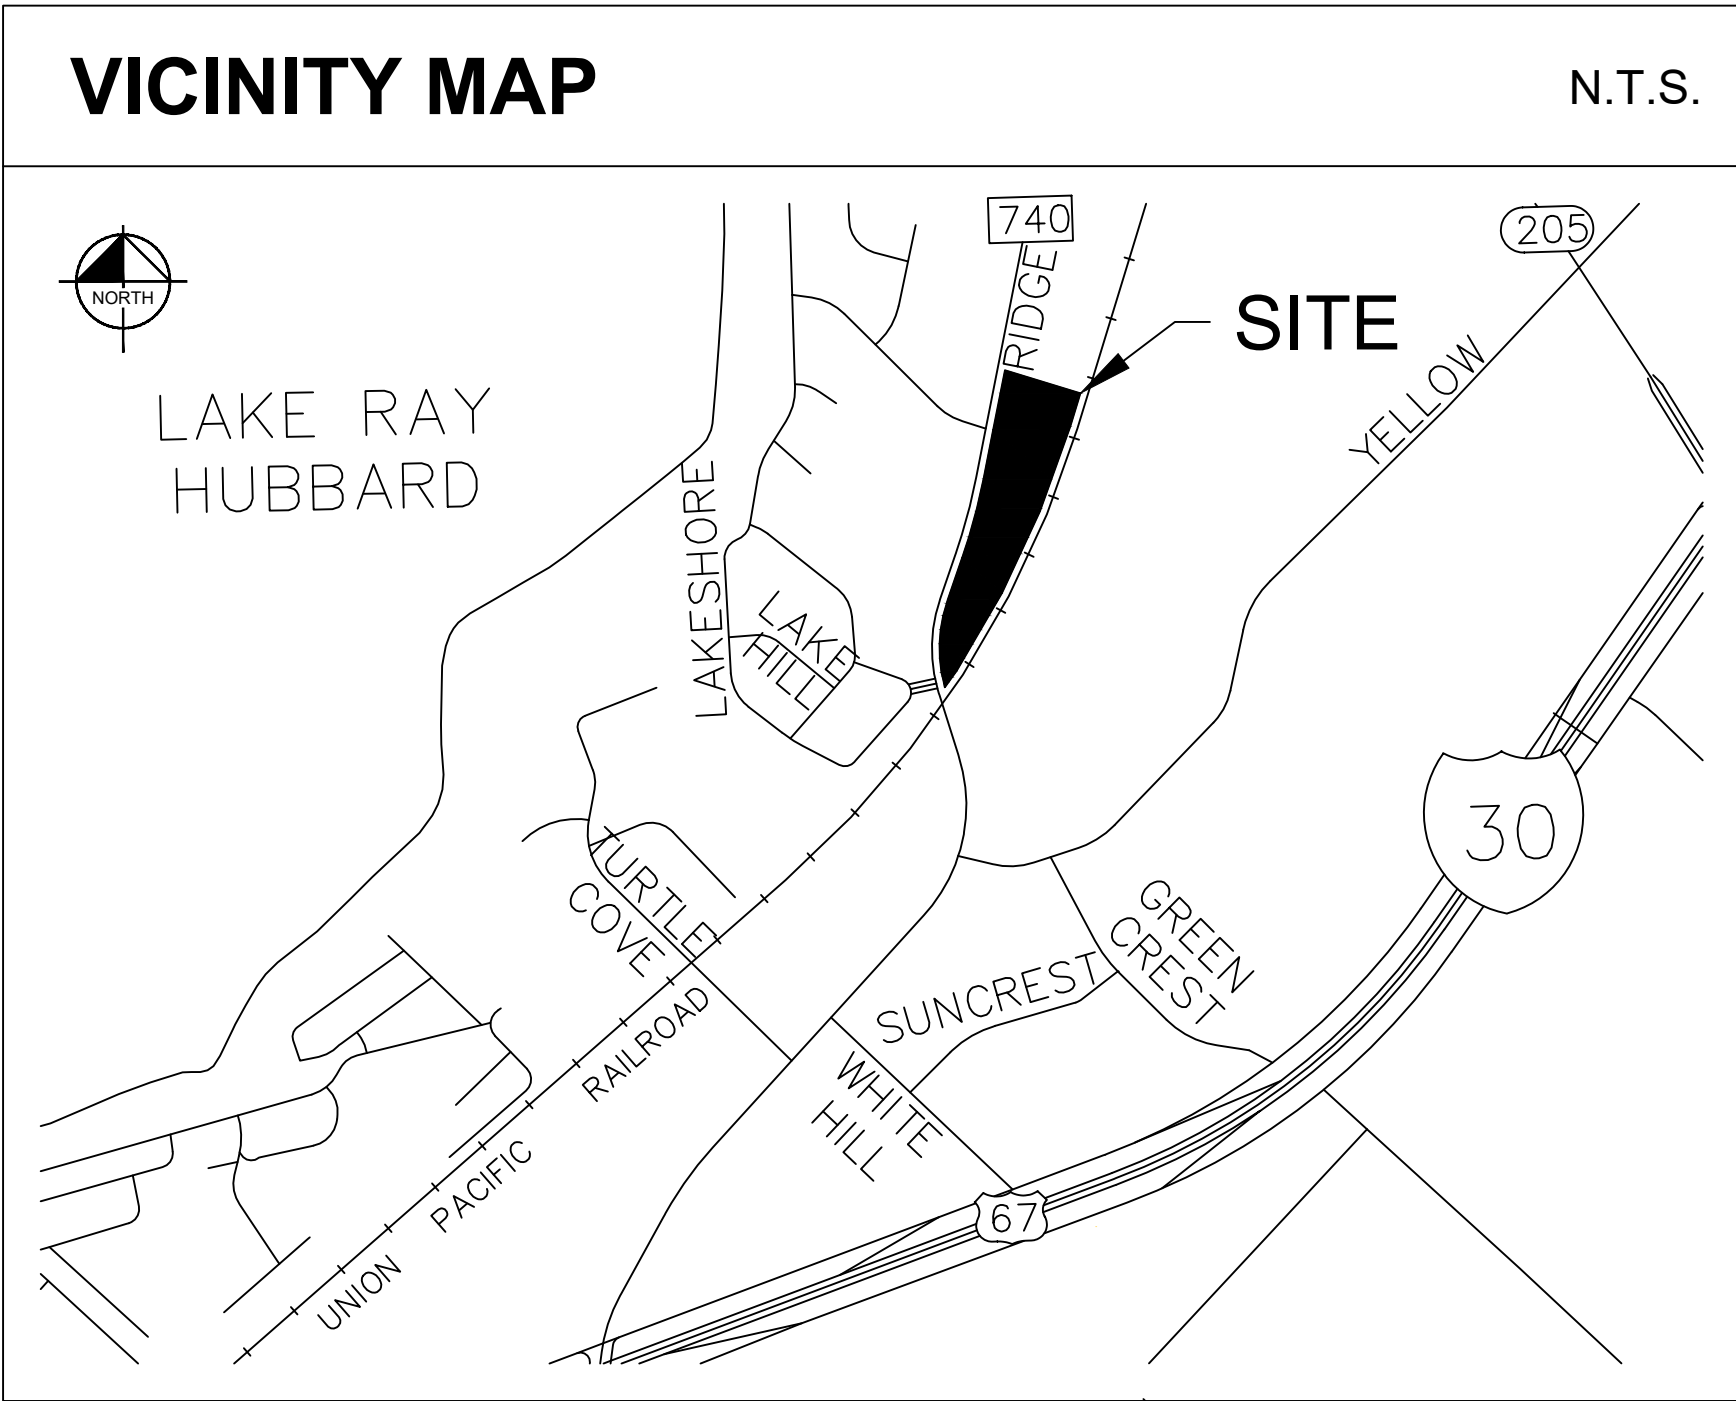 VICINITY MAP
N.T.S.
740
205
NORTH
RIDGE
SITE
YELLOW
LAKE RAY
HUBBARD
LAKESHORE
LAKE
HILL
30
TURTLE
COVE
GREEN
CREST
SUNCREST
WHITE
HILL
67
UNION PACIFIC RAILROAD